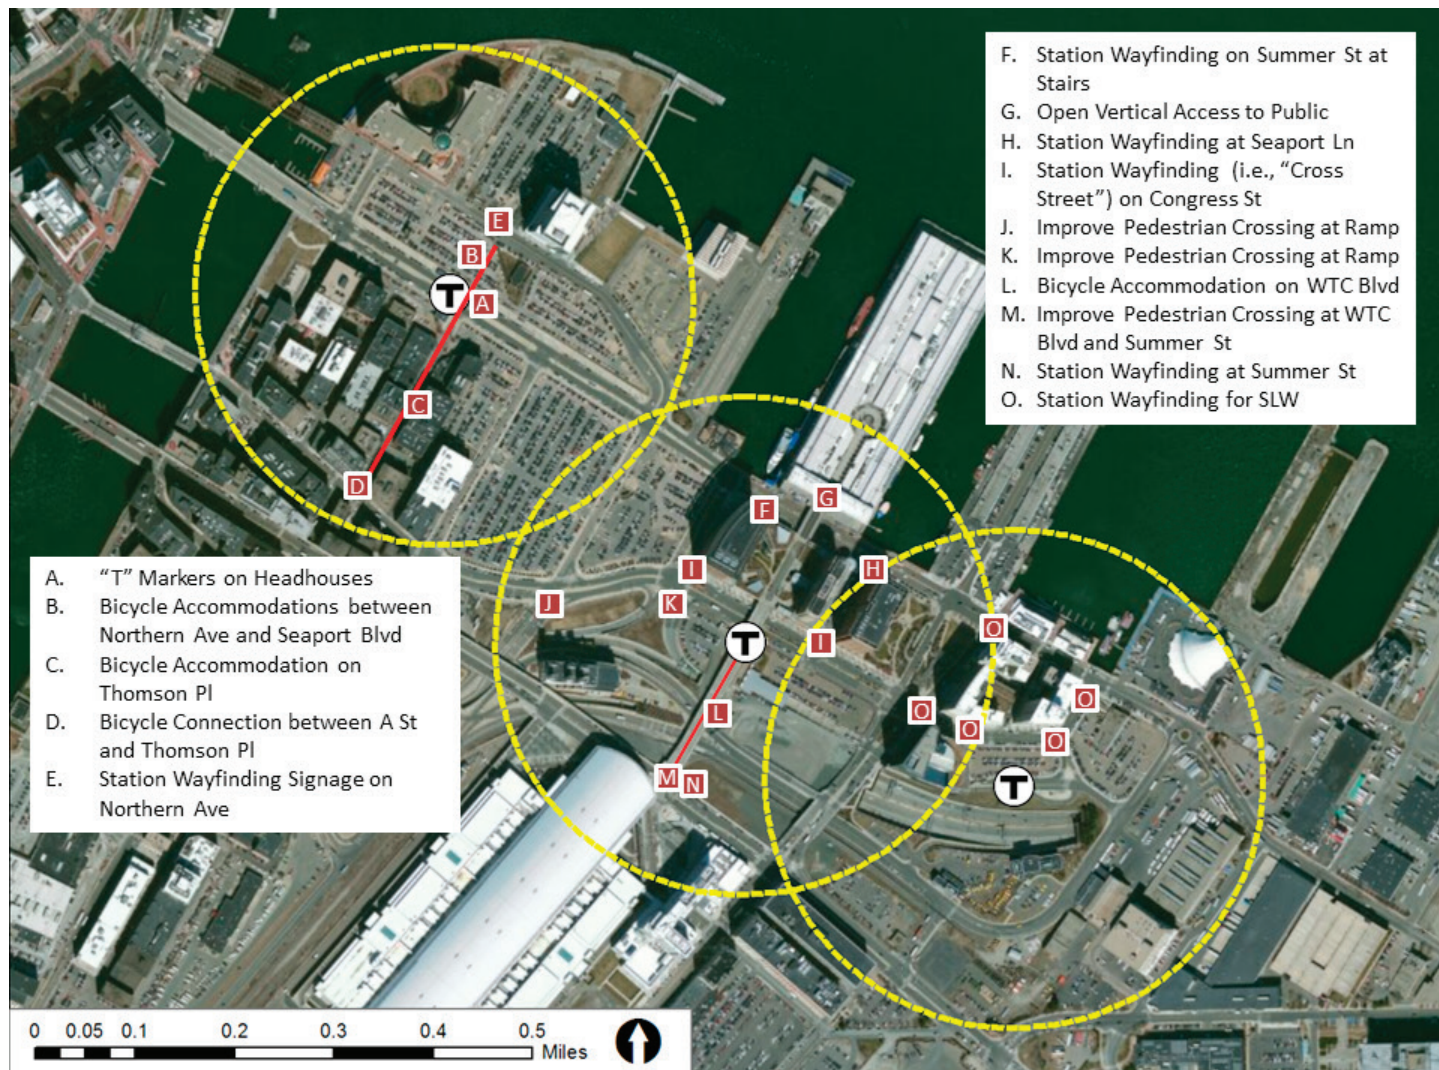 F. Station Wayfinding on Summer St at
Stairs
G. Open Vertical Access to Public
H. Station Wayfinding at Seaport Ln
I. Station Wayfinding (i.e., “Cross
Street”) on Congress St
J. Improve Pedestrian Crossing at Ramp
K. Improve Pedestrian Crossing at Ramp
L. Bicycle Accommodation on WTC Blvd
M. Improve Pedestrian Crossing at WTC
Blvd and Summer St
N. Station Wayfinding at Summer St
O. Station Wayfinding for SLW
E
B
T
A
C
D
G
F
I
H
J
K
O
T
I
L
O
O
O
O
M
N
T
A. “T” Markers on Headhouses
B. Bicycle Accommodations between
Northern Ave and Seaport Blvd
C. Bicycle Accommodation on
Thomson Pl
D. Bicycle Connection between A St
and Thomson Pl
E. Station Wayfinding Signage on
Northern Ave
0 0.05 0.1 0.2 0.3 0.4 0.5
Miles